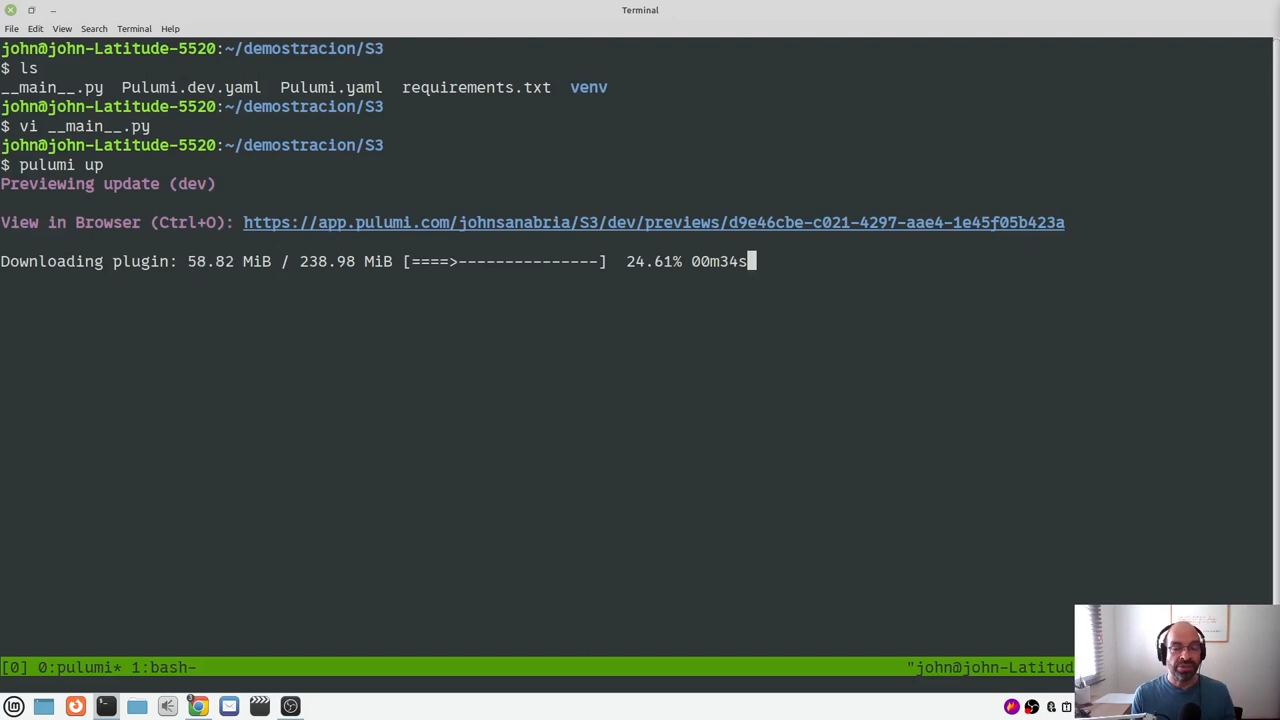 Terminal
File Edit View Search Terminal Help
john@john-Latitude-5520:~/demostracion/S3
$ ls
__main__.py Pulumi.dev.yaml Pulumi.yaml requirements.txt venv
john@john-Latitude-5520:~/demostracion/S3
$ vi __main__.py
john@john-Latitude-5520:~/demostracion/S3
$ pulumi up
Previewing update (dev)
View in Browser (Ctrl+O): https://app.pulumi.com/johnsanabria/S3/dev/previews/d9e46cbe-c021-4297-aae4-1e45f05b423a
Downloading plugin: 58.82 MiB / 238.98 MiB [====>---------------] 24.61% 00m34s
[0] 0:pulumi* 1:bash- "john@john-Latitud
3